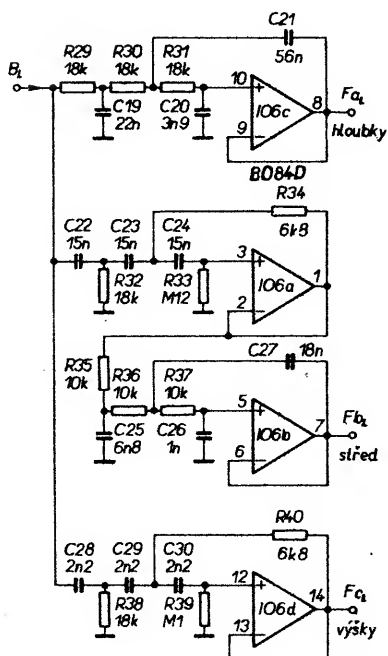 C21
56n
R29 R30 R31
18k 18k 18k
B_L
C19 C20
22n 3n9
10
9
8
IO6c
Fa_L
hloubky
B084D
R34
6k8
C22 C23 C24
15n 15n 15n
R32 R33
18k M12
3
2
1
IO6a
C27 18n
R35
10k
R36 R37
10k 10k
C25 C26
6n8 1n
5
6
7
IO6b
Fb_L
střed
R40
6k8
C28 C29 C30
2n2 2n2 2n2
R38 R39
18k M1
12
13
14
IO6d
Fc_L
výšky